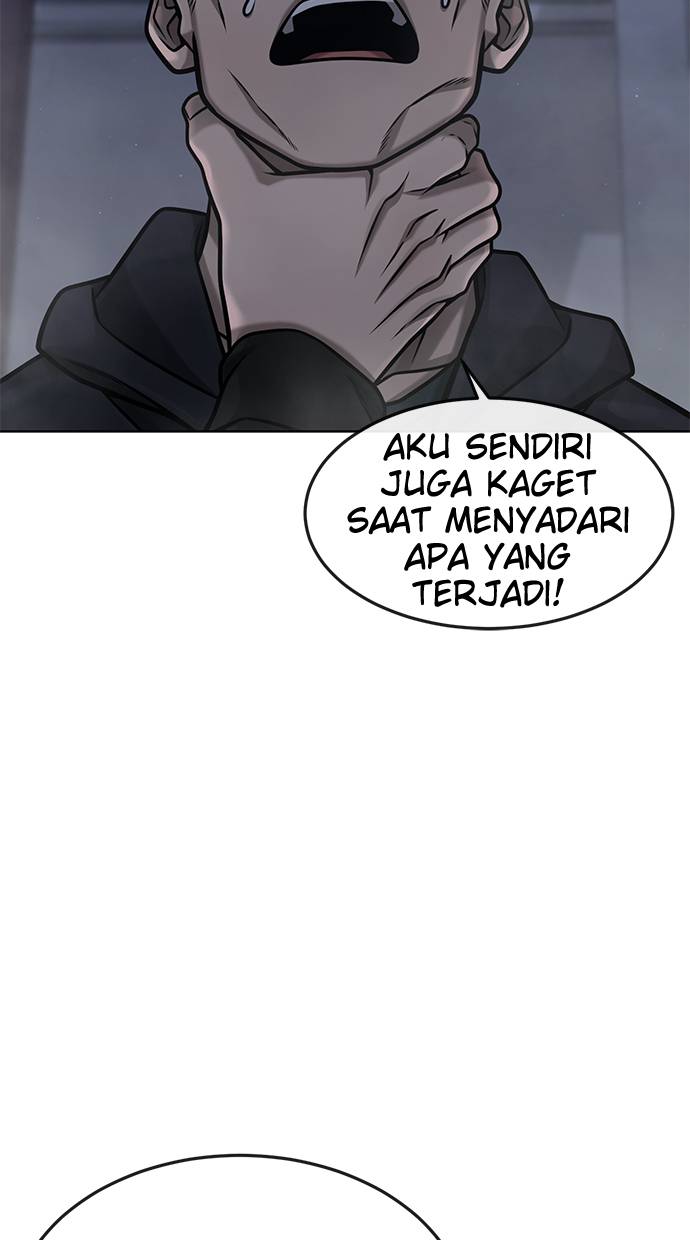 AKU SENDIRI
JUGA KAGET
SAAT MENYADARI
APA YANG
TERJADI!